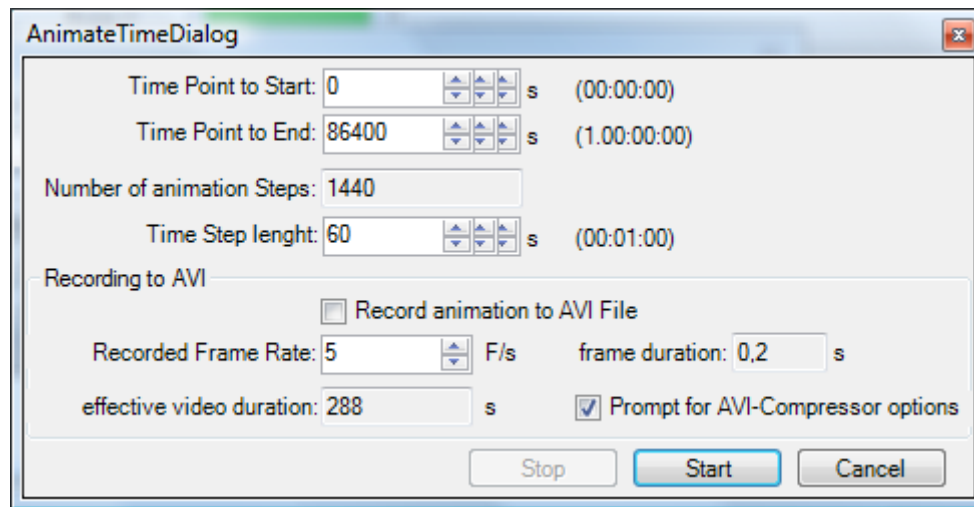 AnimateTimeDialog
Time Point to Start: 0 s (00:00:00)
Time Point to End: 86400 s (1.00:00:00)
Number of animation Steps: 1440
Time Step lenght: 60 s (00:01:00)
Recording to AVI
Record animation to AVI File
Recorded Frame Rate: 5 F/s frame duration: 0,2 s
effective video duration: 288 s Prompt for AVI-Compressor options
Stop Start Cancel